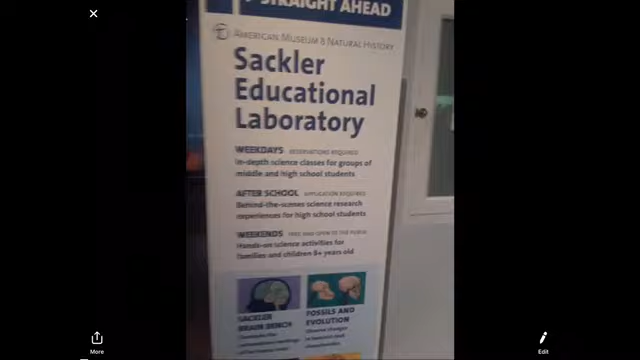 STRAIGHT AHEAD
AMERICAN MUSEUM & NATURAL HISTORY
Sackler
Educational
Laboratory
WEEKDAYS RESERVATIONS REQUIRED
In-depth science classes for groups of
middle and high school students
AFTER SCHOOL APPLICATION REQUIRED
Behind-the-scenes science research
experiences for high school students
WEEKENDS FREE AND OPEN TO THE PUBLIC
Hands-on science activities for
families and children 8+ years old
SACKLER
BRAIN BENCH
FOSSILS AND
EVOLUTION
More
Edit